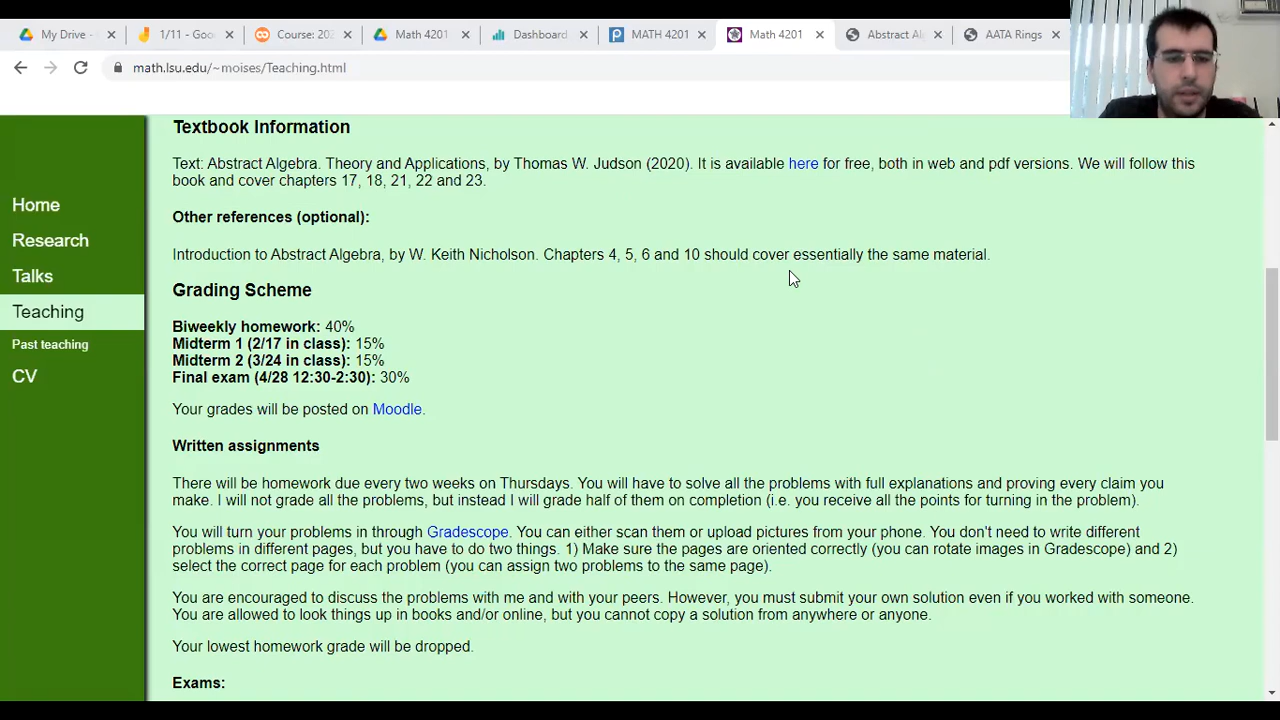 My Drive -
1/11 - Goo
Course: 202
Math 4201
Dashboard
MATH 4201
Math 4201
Abstract Al
AATA Rings
math.lsu.edu/~moises/Teaching.html
Home
Research
Talks
Teaching
Past teaching
CV
Textbook Information
Text: Abstract Algebra. Theory and Applications, by Thomas W. Judson (2020). It is available here for free, both in web and pdf versions. We will follow this
book and cover chapters 17, 18, 21, 22 and 23.
Other references (optional):
Introduction to Abstract Algebra, by W. Keith Nicholson. Chapters 4, 5, 6 and 10 should cover essentially the same material.
Grading Scheme
Biweekly homework: 40%
Midterm 1 (2/17 in class): 15%
Midterm 2 (3/24 in class): 15%
Final exam (4/28 12:30-2:30): 30%
Your grades will be posted on Moodle.
Written assignments
There will be homework due every two weeks on Thursdays. You will have to solve all the problems with full explanations and proving every claim you
make. I will not grade all the problems, but instead I will grade half of them on completion (i.e. you receive all the points for turning in the problem).
You will turn your problems in through Gradescope. You can either scan them or upload pictures from your phone. You don't need to write different
problems in different pages, but you have to do two things. 1) Make sure the pages are oriented correctly (you can rotate images in Gradescope) and 2)
select the correct page for each problem (you can assign two problems to the same page).
You are encouraged to discuss the problems with me and with your peers. However, you must submit your own solution even if you worked with someone.
You are allowed to look things up in books and/or online, but you cannot copy a solution from anywhere or anyone.
Your lowest homework grade will be dropped.
Exams: